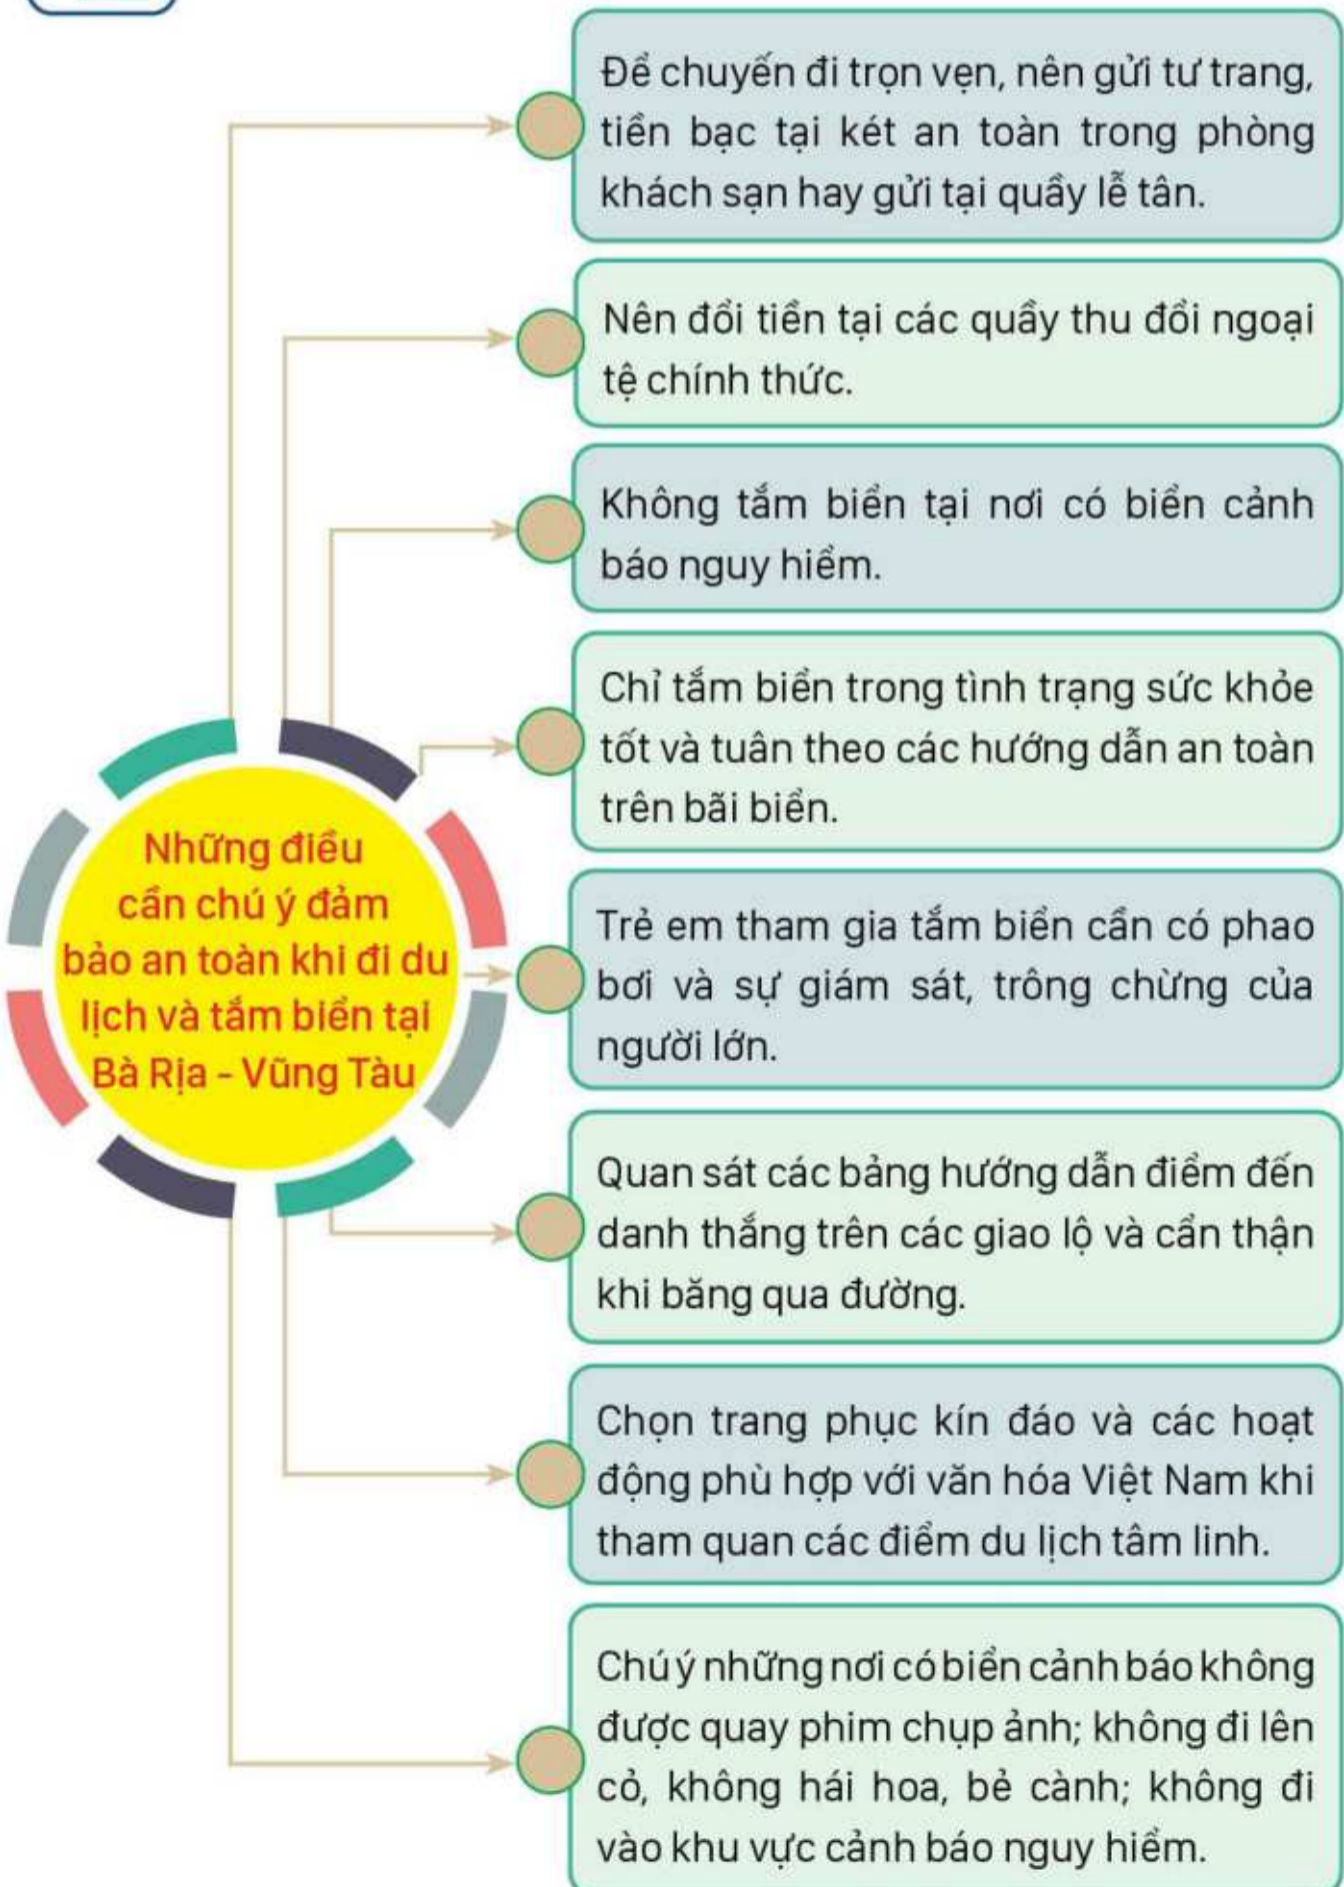 Để chuyến đi trọn vẹn, nên gửi tư trang,
tiền bạc tại két an toàn trong phòng
khách sạn hay gửi tại quầy lễ tân.
Nên đổi tiền tại các quầy thu đổi ngoại
tệ chính thức.
Không tắm biển tại nơi có biển cảnh
báo nguy hiểm.
Chỉ tắm biển trong tình trạng sức khỏe
tốt và tuân theo các hướng dẫn an toàn
trên bãi biển.
Những điều
cần chú ý đảm
bảo an toàn khi đi du
lịch và tắm biển tại
Bà Rịa - Vũng Tàu
Trẻ em tham gia tắm biển cần có phao
bơi và sự giám sát, trông chừng của
người lớn.
Quan sát các bảng hướng dẫn điểm đến
danh thắng trên các giao lộ và cẩn thận
khi băng qua đường.
Chọn trang phục kín đáo và các hoạt
động phù hợp với văn hóa Việt Nam khi
tham quan các điểm du lịch tâm linh.
Chú ý những nơi có biển cảnh báo không
được quay phim chụp ảnh; không đi lên
cỏ, không hái hoa, bẻ cành; không đi
vào khu vực cảnh báo nguy hiểm.